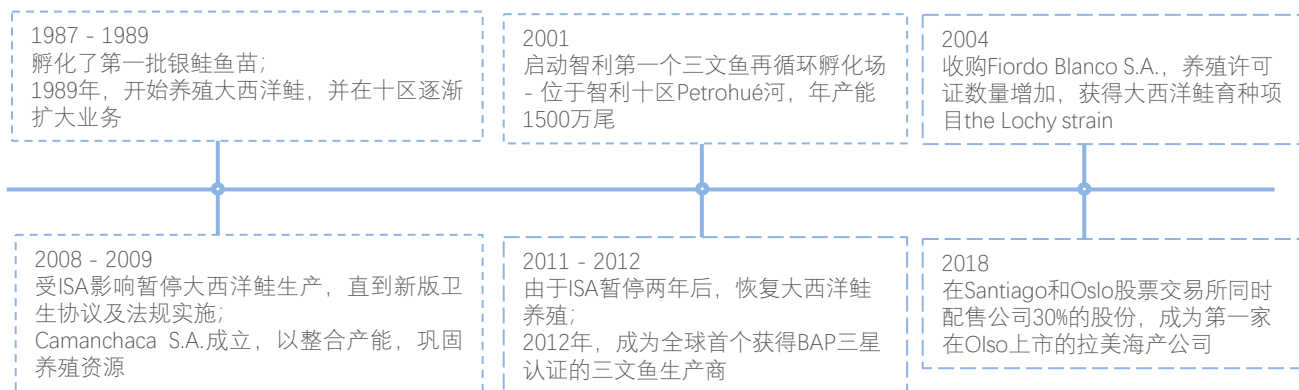 1987 - 1989
孵化了第一批银鲑鱼苗;
1989年，开始养殖大西洋鲑，并在十区逐渐
扩大业务
2001
启动智利第一个三文鱼再循环孵化场
- 位于智利十区Petrohué河，年产能
1500万尾
2004
收购Fiordo Blanco S.A.，养殖许可
证数量增加，获得大西洋鲑育种项
目the Lochy strain
2008 - 2009
受ISA影响暂停大西洋鲑生产，直到新版卫
生协议及法规实施;
Camanchaca S.A.成立，以整合产能，巩固
养殖资源
2011 - 2012
由于ISA暂停两年后，恢复大西洋鲑
养殖;
2012年，成为全球首个获得BAP三星
认证的三文鱼生产商
2018
在Santiago和Oslo股票交易所同时
配售公司30%的股份，成为第一家
在Olso上市的拉美海产公司